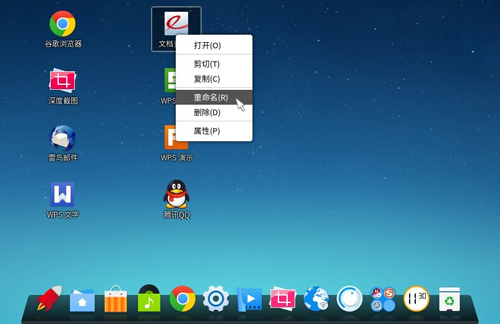 谷歌浏览器
深度截图
雷鸟邮件
WPS 文字
文档
WPS
WPS 演示
腾讯QQ
打开(O)
剪切(T)
复制(C)
重命名(R)
删除(D)
属性(P)
11 30